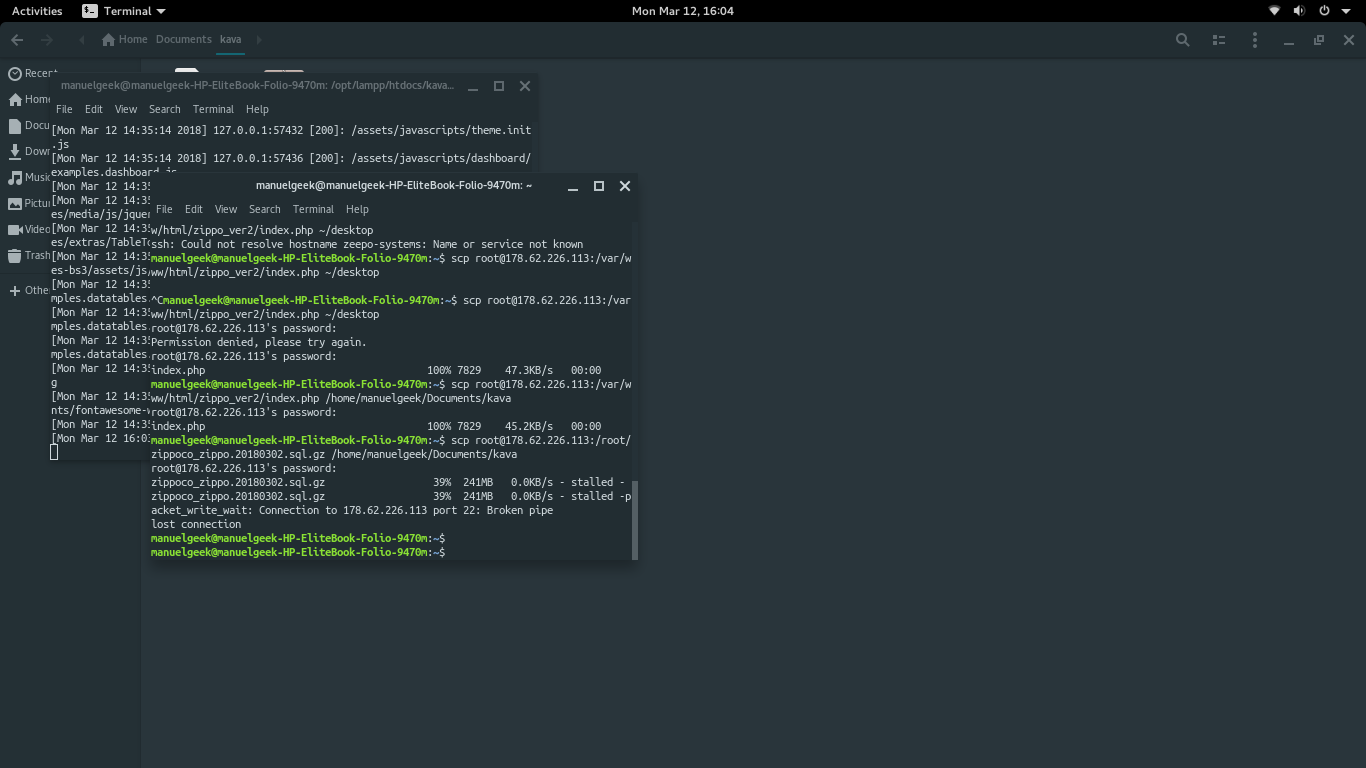 Activities Terminal Mon Mar 12, 16:04
Home Documents kava
Recent
Home
Docu
Down
Music
Pictu
Video
Trash
Othe
manuelgeek@manuelgeek-HP-EliteBook-Folio-9470m: /opt/lampp/htdocs/kava...
File Edit View Search Terminal Help
[Mon Mar 12 14:35:14 2018] 127.0.0.1:57432 [200]: /assets/javascripts/theme.init
.js
[Mon Mar 12 14:35:14 2018] 127.0.0.1:57436 [200]: /assets/javascripts/dashboard/
examples.dashboard.js
[Mon Mar 12 14:35
es/media/js/jquer
[Mon Mar 12 14:35
es/extras/TableTo
[Mon Mar 12 14:35
es-bs3/assets/js/
[Mon Mar 12 14:35
mples.datatables.
[Mon Mar 12 14:35
mples.datatables.
[Mon Mar 12 14:35
mples.datatables.
[Mon Mar 12 14:35
g
[Mon Mar 12 14:35
nts/fontawesome-w
[Mon Mar 12 14:35
[Mon Mar 12 16:03
manuelgeek@manuelgeek-HP-EliteBook-Folio-9470m: ~
File Edit View Search Terminal Help
w/html/zippo_ver2/index.php ~/desktop
ssh: Could not resolve hostname zeepo-systems: Name or service not known
manuelgeek@manuelgeek-HP-EliteBook-Folio-9470m:~$ scp root@178.62.226.113:/var/w
ww/html/zippo_ver2/index.php ~/desktop
^Cmanuelgeek@manuelgeek-HP-EliteBook-Folio-9470m:~$ scp root@178.62.226.113:/var
ww/html/zippo_ver2/index.php ~/desktop
root@178.62.226.113's password:
Permission denied, please try again.
root@178.62.226.113's password:
index.php 100% 7829 47.3KB/s 00:00
manuelgeek@manuelgeek-HP-EliteBook-Folio-9470m:~$ scp root@178.62.226.113:/var/w
ww/html/zippo_ver2/index.php /home/manuelgeek/Documents/kava
root@178.62.226.113's password:
index.php 100% 7829 45.2KB/s 00:00
manuelgeek@manuelgeek-HP-EliteBook-Folio-9470m:~$ scp root@178.62.226.113:/root/
zippoco_zippo.20180302.sql.gz /home/manuelgeek/Documents/kava
root@178.62.226.113's password:
zippoco_zippo.20180302.sql.gz 39% 241MB 0.0KB/s - stalled -
zippoco_zippo.20180302.sql.gz 39% 241MB 0.0KB/s - stalled -p
acket_write_wait: Connection to 178.62.226.113 port 22: Broken pipe
lost connection
manuelgeek@manuelgeek-HP-EliteBook-Folio-9470m:~$
manuelgeek@manuelgeek-HP-EliteBook-Folio-9470m:~$